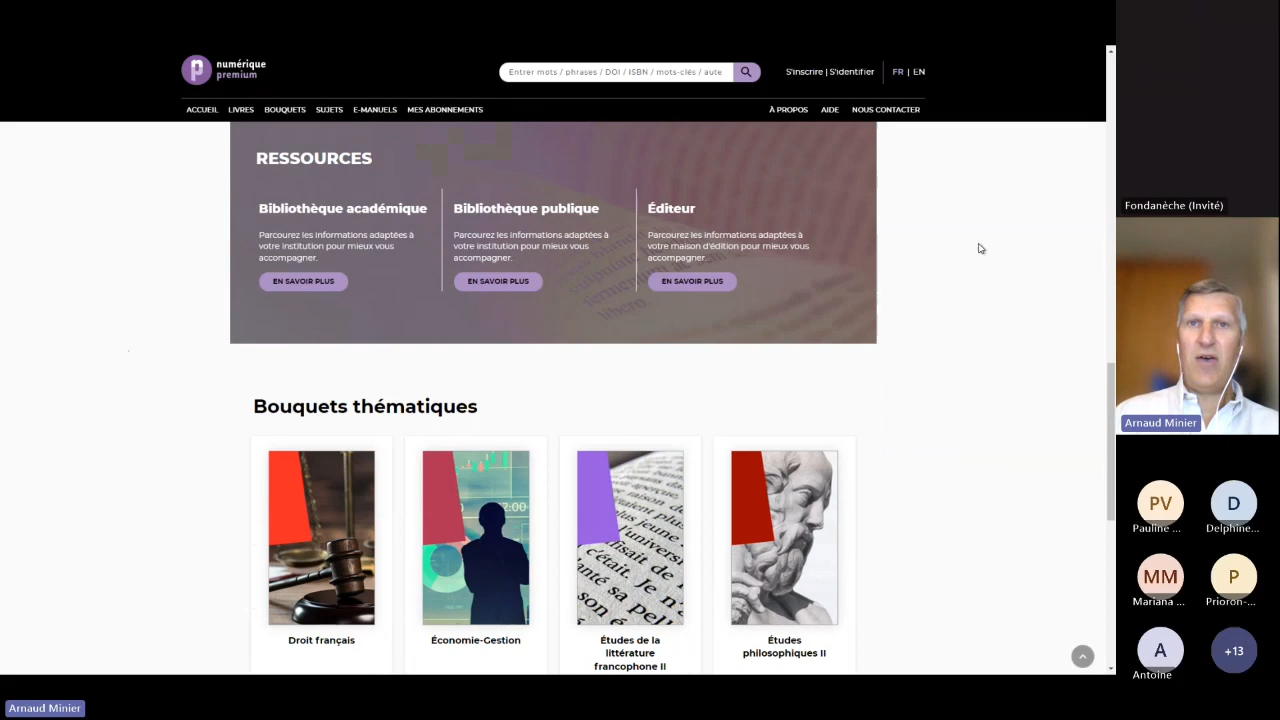 numérique
premium
Entrer mots / phrases / DOI / ISBN / mots-clés / aute
S'inscrire | S'identifier
FR | EN
ACCUEIL LIVRES BOUQUETS SUJETS E-MANUELS MES ABONNEMENTS
À PROPOS AIDE NOUS CONTACTER
RESSOURCES
Bibliothèque académique
Parcourez les informations adaptées à
votre institution pour mieux vous
accompagner.
EN SAVOIR PLUS
Bibliothèque publique
Parcourez les informations adaptées à
votre institution pour mieux vous
accompagner.
EN SAVOIR PLUS
Éditeur
Parcourez les informations adaptées à
votre maison d'édition pour mieux vous
accompagner.
EN SAVOIR PLUS
Bouquets thématiques
Droit français
2:00
Économie-Gestion
Études de la
littérature
francophone II
Études
philosophiques II
Fondanèche (Invité)
Arnaud Minier
PV
Pauline ...
D
Delphine...
MM
Mariana ...
P
Prioron-...
A
Antoine
+13
Arnaud Minier